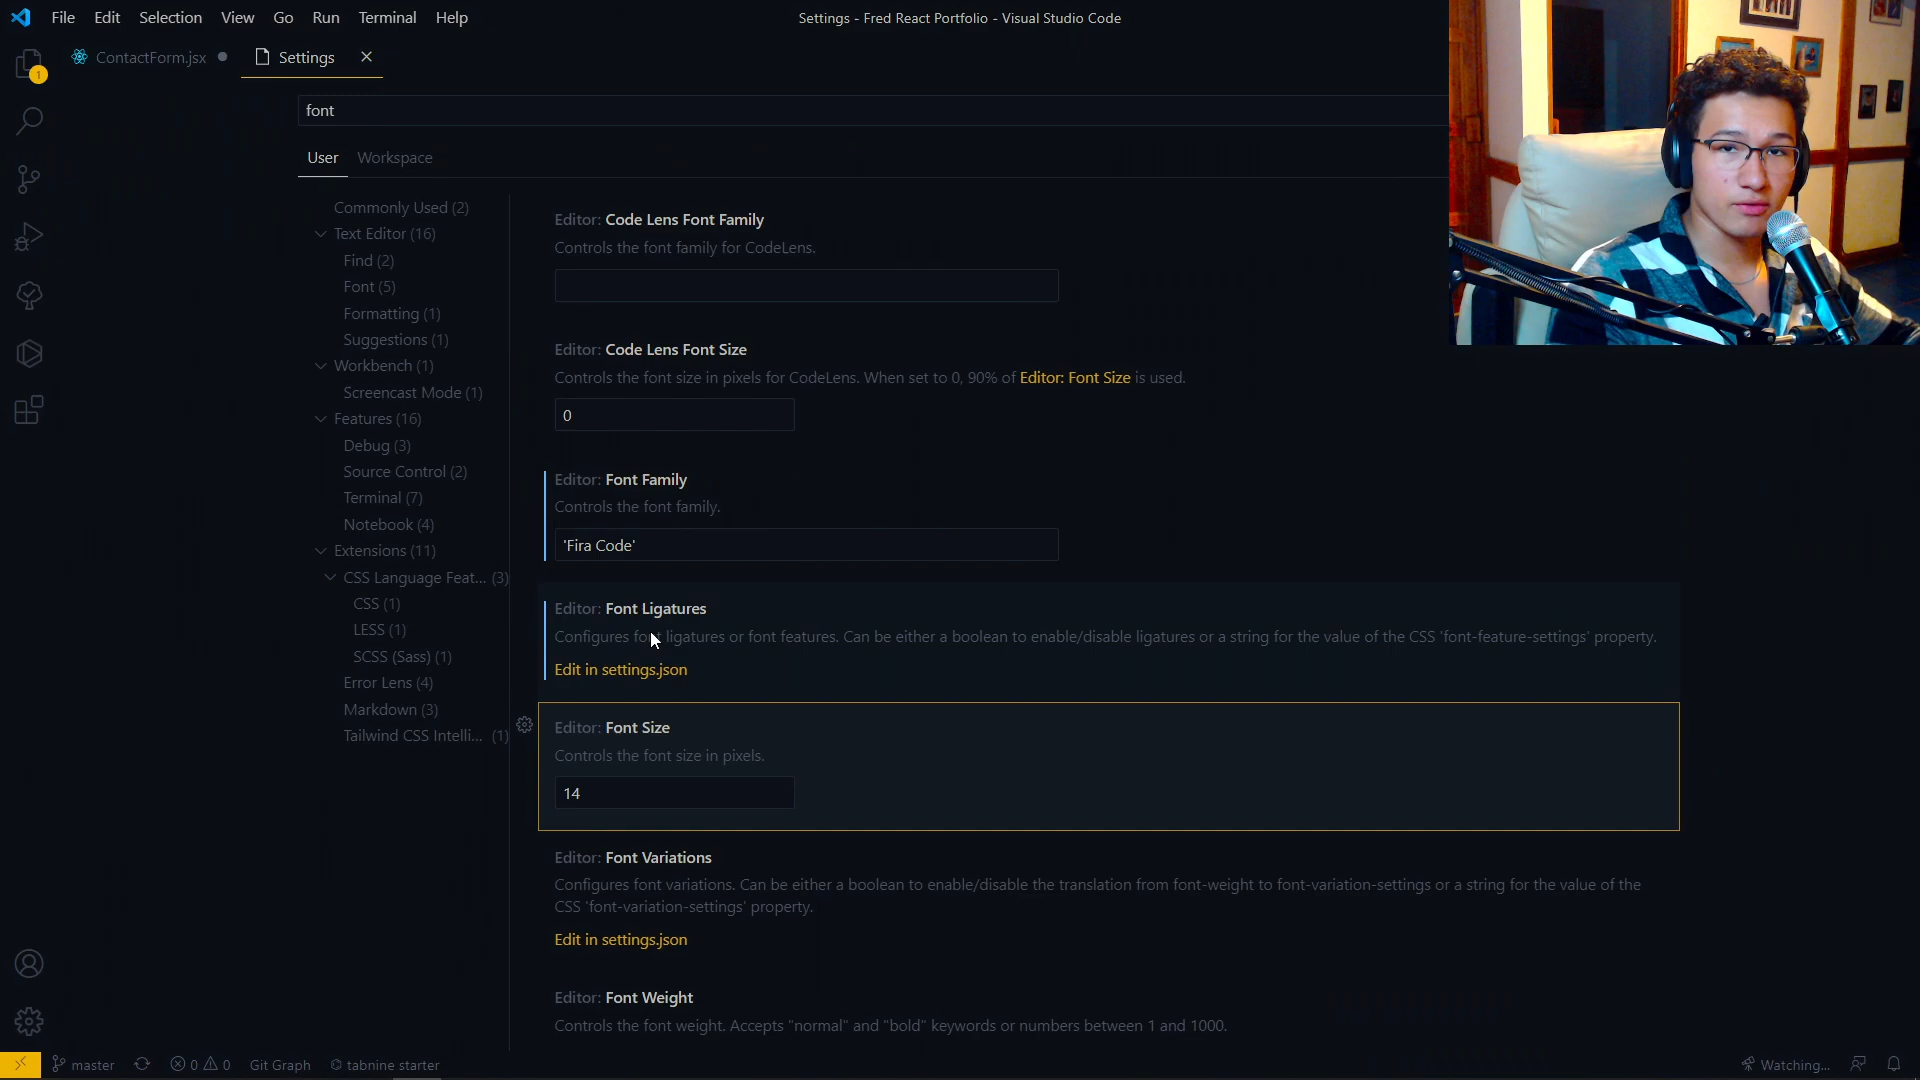 File Edit Selection View Go Run Terminal Help
Settings - Fred React Portfolio - Visual Studio Code
ContactForm.jsx
Settings
1
font
User Workspace
Commonly Used (2)
Text Editor (16)
Find (2)
Font (5)
Formatting (1)
Suggestions (1)
Workbench (1)
Screencast Mode (1)
Features (16)
Debug (3)
Source Control (2)
Terminal (7)
Notebook (4)
Extensions (11)
CSS Language Feat... (3)
CSS (1)
LESS (1)
SCSS (Sass) (1)
Error Lens (4)
Markdown (3)
Tailwind CSS Intelli... (1)
Editor: Code Lens Font Family
Controls the font family for CodeLens.
Editor: Code Lens Font Size
Controls the font size in pixels for CodeLens. When set to 0, 90% of Editor: Font Size is used.
0
Editor: Font Family
Controls the font family.
'Fira Code'
Editor: Font Ligatures
Configures font ligatures or font features. Can be either a boolean to enable/disable ligatures or a string for the value of the CSS 'font-feature-settings' property.
Edit in settings.json
Editor: Font Size
Controls the font size in pixels.
14
Editor: Font Variations
Configures font variations. Can be either a boolean to enable/disable the translation from font-weight to font-variation-settings or a string for the value of the
CSS 'font-variation-settings' property.
Edit in settings.json
Editor: Font Weight
Controls the font weight. Accepts "normal" and "bold" keywords or numbers between 1 and 1000.
master 0 0 Git Graph tabnine starter
Watching...